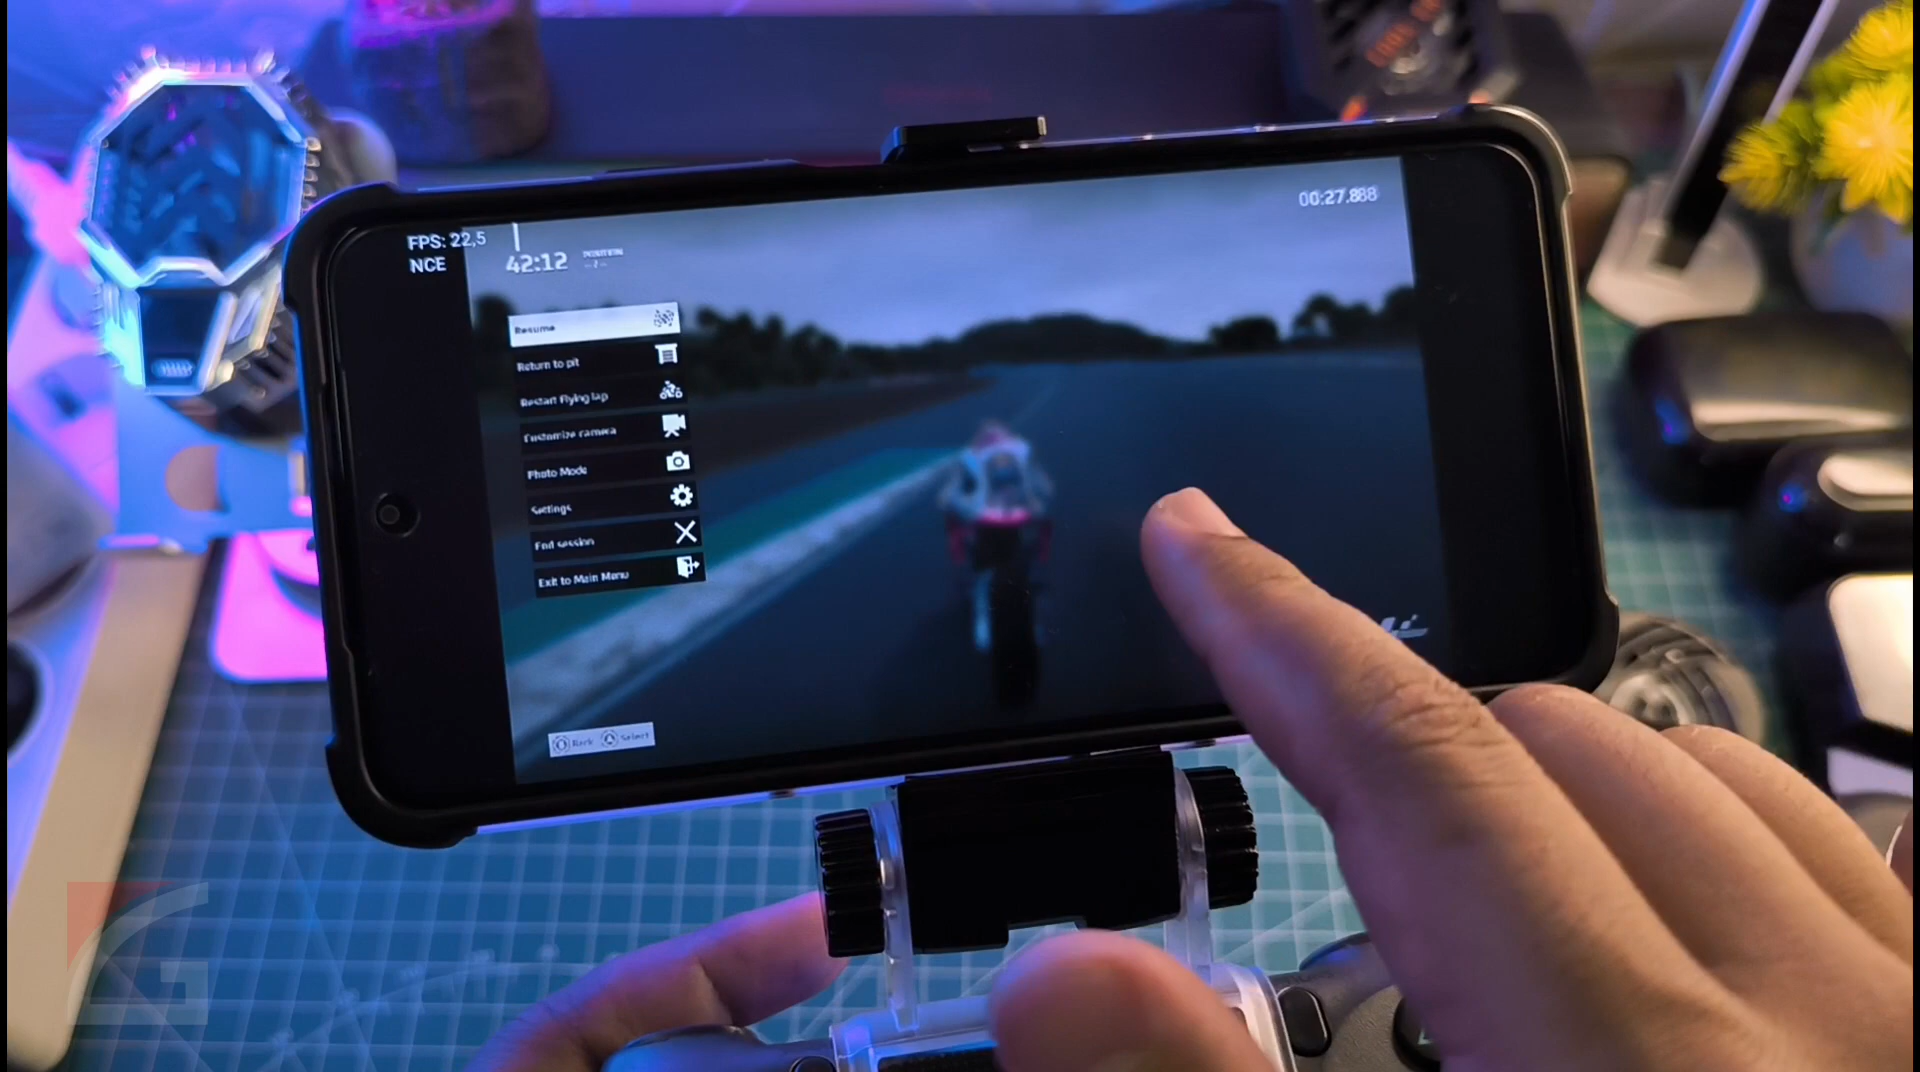 FPS: 22,5
NCE
42:12
POSITION
00:27.888
Resume
Return to pit
Restart flying lap
Customize camera
Photo Mode
Settings
End session
Exit to Main Menu
Back Select